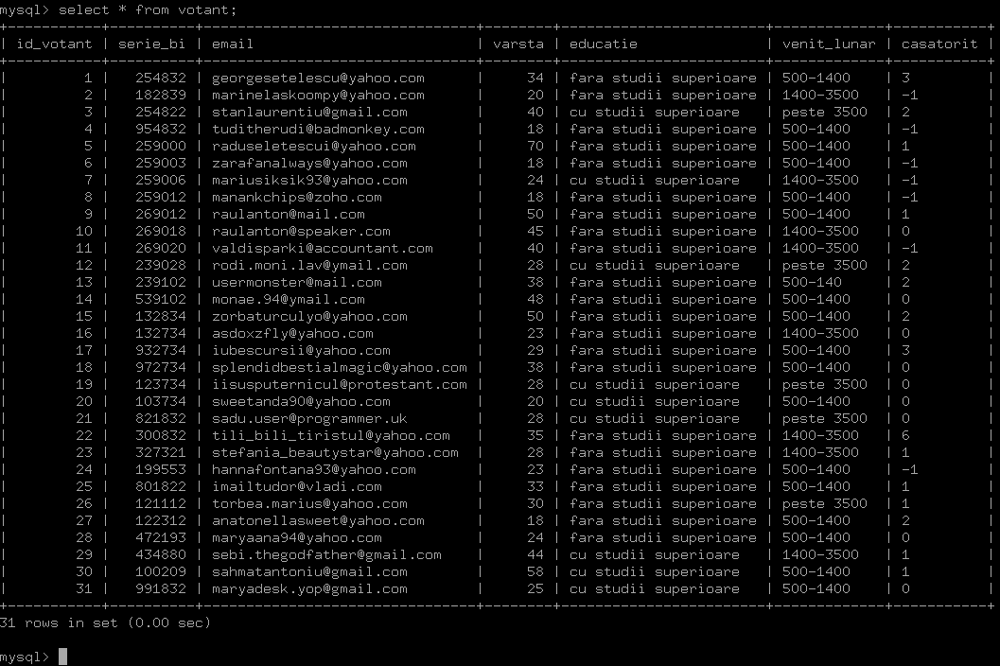 mysql> select * from votant;
+-----------+----------+--------------------------------+--------+------------------------+-------------+-----------+
| id_votant | serie_bi | email                          | varsta | educatie               | venit_lunar | casatorit |
+-----------+----------+--------------------------------+--------+------------------------+-------------+-----------+
|         1 |   254832 | georgesetelescu@yahoo.com      |     34 | fara studii superioare | 500-1400    | 3         |
|         2 |   182839 | marinelaskoompy@yahoo.com      |     20 | fara studii superioare | 1400-3500   | -1        |
|         3 |   254822 | stanlaurentiu@gmail.com        |     40 | cu studii superioare   | peste 3500  | 2         |
|         4 |   954832 | tuditherudi@badmonkey.com      |     18 | fara studii superioare | 500-1400    | -1        |
|         5 |   259000 | raduseletescui@yahoo.com       |     70 | fara studii superioare | 500-1400    | 1         |
|         6 |   259003 | zarafanalways@yahoo.com        |     18 | fara studii superioare | 500-1400    | -1        |
|         7 |   259006 | mariusiksik93@yahoo.com        |     24 | cu studii superioare   | 1400-3500   | -1        |
|         8 |   259012 | manankchips@zoho.com           |     18 | fara studii superioare | 500-1400    | -1        |
|         9 |   269012 | raulanton@mail.com             |     50 | fara studii superioare | 500-1400    | 1         |
|        10 |   269018 | raulanton@speaker.com          |     45 | fara studii superioare | 1400-3500   | 0         |
|        11 |   269020 | valdisparki@accountant.com     |     40 | fara studii superioare | 1400-3500   | -1        |
|        12 |   239028 | rodi.moni.lav@ymail.com        |     28 | cu studii superioare   | peste 3500  | 2         |
|        13 |   239102 | usermonster@mail.com           |     38 | fara studii superioare | 500-140     | 2         |
|        14 |   539102 | monae.94@ymail.com             |     48 | fara studii superioare | 500-1400    | 0         |
|        15 |   132834 | zorbaturculyo@yahoo.com        |     50 | fara studii superioare | 500-1400    | 2         |
|        16 |   132734 | asdoxzfly@yahoo.com            |     23 | fara studii superioare | 1400-3500   | 0         |
|        17 |   932734 | iubescursii@yahoo.com          |     29 | fara studii superioare | 500-1400    | 3         |
|        18 |   972734 | splendidbestialmagic@yahoo.com |     38 | fara studii superioare | 500-1400    | 0         |
|        19 |   123734 | iisusputernicul@protestant.com |     28 | cu studii superioare   | peste 3500  | 0         |
|        20 |   103734 | sweetanda90@yahoo.com          |     20 | cu studii superioare   | 500-1400    | 0         |
|        21 |   821832 | sadu.user@programmer.uk        |     28 | cu studii superioare   | peste 3500  | 0         |
|        22 |   300832 | tili_bili_tiristul@yahoo.com   |     35 | fara studii superioare | 1400-3500   | 6         |
|        23 |   327321 | stefania_beautystar@yahoo.com  |     28 | fara studii superioare | 1400-3500   | 1         |
|        24 |   199553 | hannafontana93@yahoo.com       |     23 | fara studii superioare | 500-1400    | -1        |
|        25 |   801822 | imailtudor@vladi.com           |     33 | fara studii superioare | 500-1400    | 1         |
|        26 |   121112 | torbea.marius@yahoo.com        |     30 | fara studii superioare | peste 3500  | 1         |
|        27 |   122312 | anatonellasweet@yahoo.com      |     18 | fara studii superioare | 500-1400    | 2         |
|        28 |   472193 | maryaana94@yahoo.com           |     24 | fara studii superioare | 500-1400    | 0         |
|        29 |   434880 | sebi.thegodfather@gmail.com    |     44 | cu studii superioare   | 1400-3500   | 1         |
|        30 |   100209 | sahmatantoniu@gmail.com        |     58 | cu studii superioare   | 500-1400    | 1         |
|        31 |   991832 | maryadesk.yop@gmail.com        |     25 | cu studii superioare   | 500-1400    | 0         |
+-----------+----------+--------------------------------+--------+------------------------+-------------+-----------+
31 rows in set (0.00 sec)
mysql>